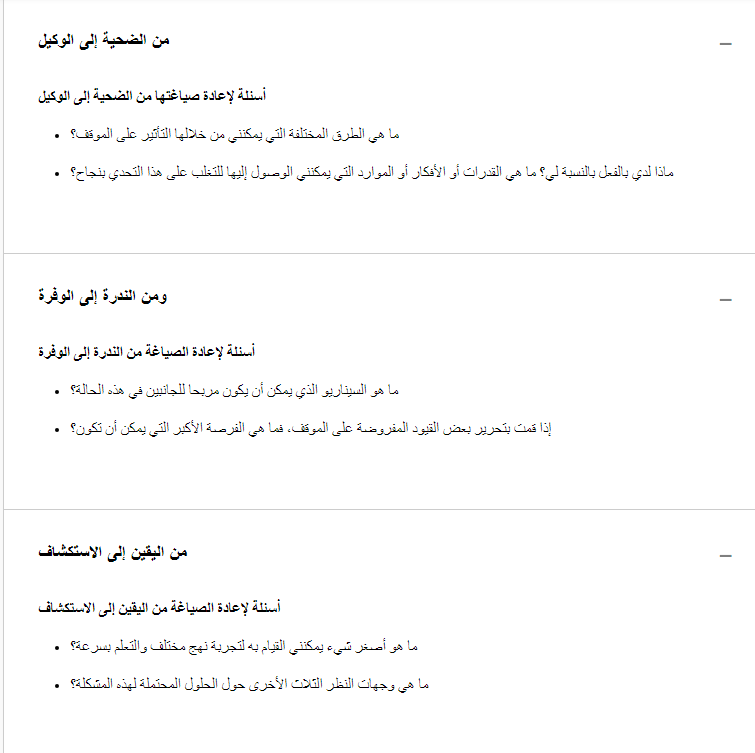 من الضحية إلى الوكيل
أسئلة لإعادة صياغتها من الضحية إلى الوكيل
ما هي الطرق المختلفة التي يمكنني من خلالها التأثير على الموقف؟
ماذا لدي بالفعل بالنسبة لي؟ ما هي القدرات أو الأفكار أو الموارد التي يمكنني الوصول إليها للتغلب على هذا التحدي بنجاح؟
ومن الندرة إلى الوفرة
أسئلة لإعادة الصياغة من الندرة إلى الوفرة
ما هو السيناريو الذي يمكن أن يكون مربحا للجانبين في هذه الحالة؟
إذا قمت بتحرير بعض القيود المفروضة على الموقف، فما هي الفرصة الأكبر التي يمكن أن تكون؟
من اليقين إلى الاستكشاف
أسئلة لإعادة الصياغة من اليقين إلى الاستكشاف
ما هو أصغر شيء يمكنني القيام به لتجربة نهج مختلف والتعلم بسرعة؟
ما هي وجهات النظر الثلاث الأخرى حول الحلول المحتملة لهذه المشكلة؟